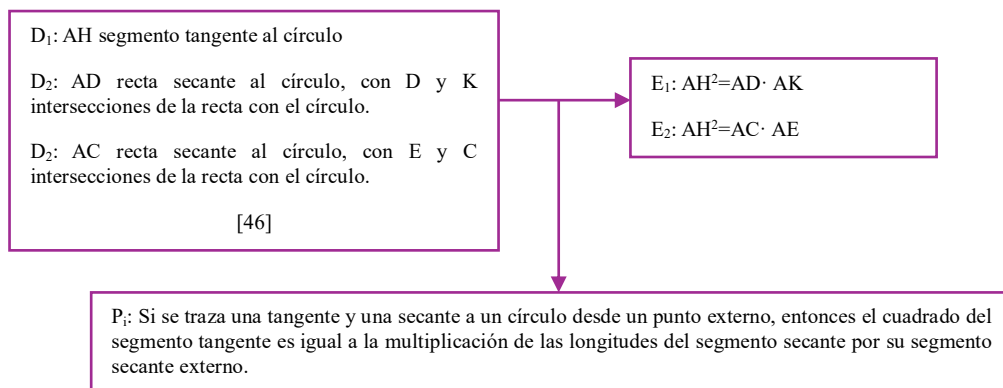 D₁: AH segmento tangente al círculo
D₂: AD recta secante al círculo, con D y K
intersecciones de la recta con el círculo.
D₂: AC recta secante al círculo, con E y C
intersecciones de la recta con el círculo.
[46]
E₁: AH²=AD· AK
E₂: AH²=AC· AE
Pᵢ: Si se traza una tangente y una secante a un círculo desde un punto externo, entonces el cuadrado del
segmento tangente es igual a la multiplicación de las longitudes del segmento secante por su segmento
secante externo.